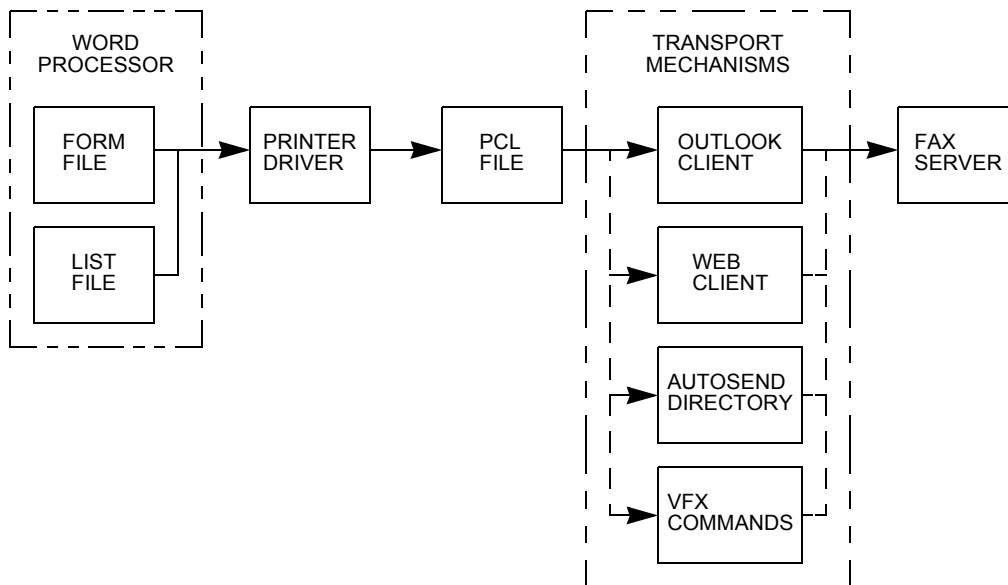 WORD
PROCESSOR
FORM
FILE
LIST
FILE
PRINTER
DRIVER
PCL
FILE
TRANSPORT
MECHANISMS
OUTLOOK
CLIENT
WEB
CLIENT
AUTOSEND
DIRECTORY
VFX
COMMANDS
FAX
SERVER